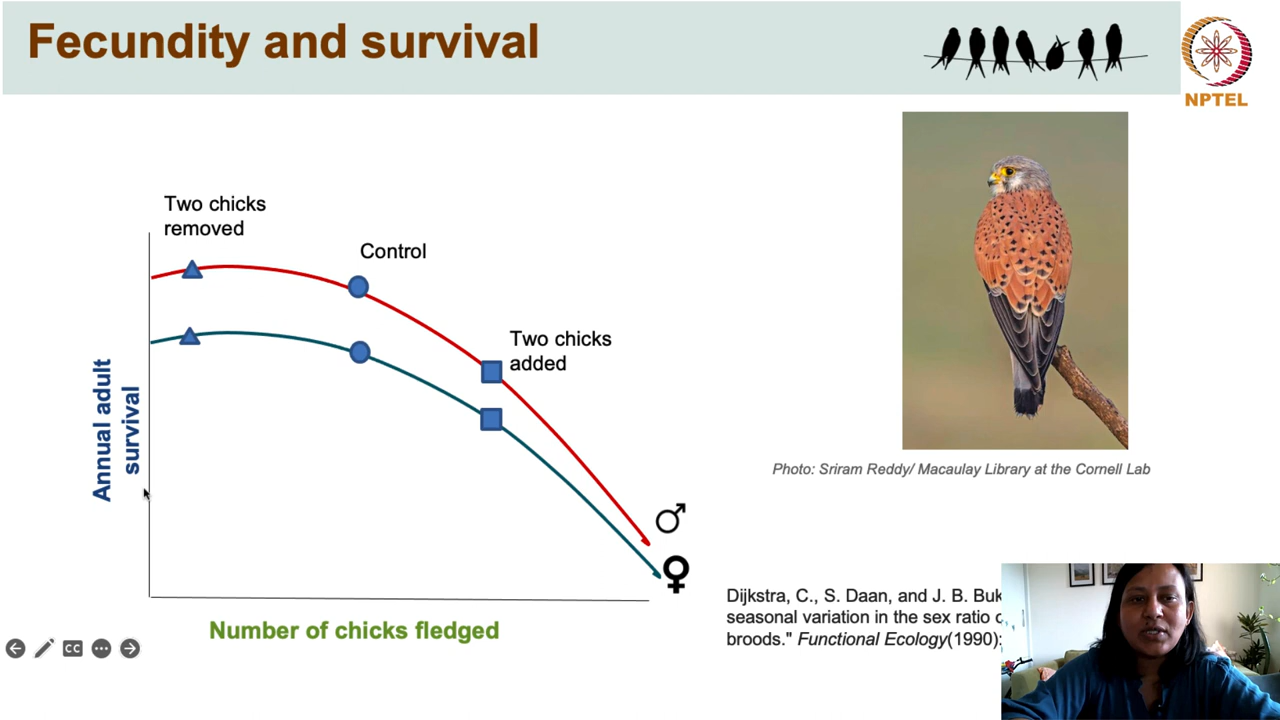 Fecundity and survival
NPTEL
Two chicks
removed
Control
Two chicks
added
Annual adult
survival
♂
♀
Number of chicks fledged
Photo: Sriram Reddy/ Macaulay Library at the Cornell Lab
Dijkstra, C., S. Daan, and J. B. Buk
seasonal variation in the sex ratio
broods." Functional Ecology(1990):
CC